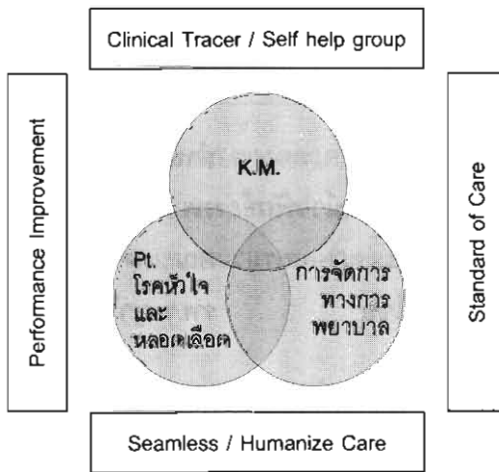 Clinical Tracer / Self help group
Performance Improvement
K.M.
Pt.
โรคหัวใจ
และ
หลอดเลือด
การจัดการ
ทางการ
พยาบาล
Standard of Care
Seamless / Humanize Care